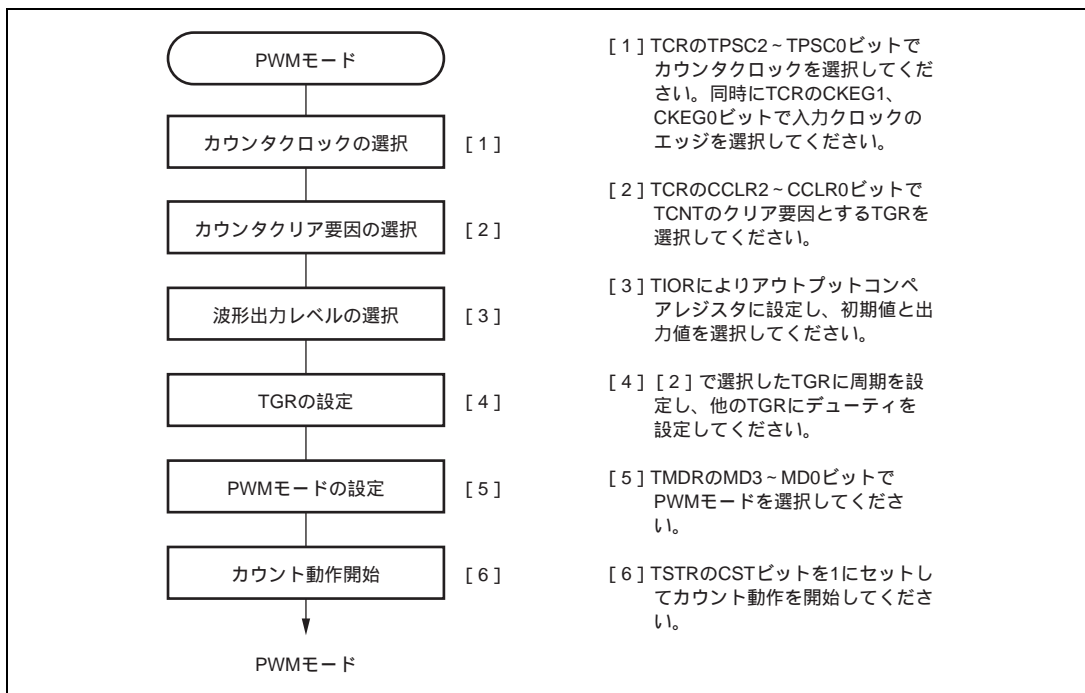 PWMモード
カウンタクロックの選択 [1]
カウンタクリア要因の選択 [2]
波形出力レベルの選択 [3]
TGRの設定 [4]
PWMモードの設定 [5]
カウント動作開始 [6]
PWMモード
[1] TCRのTPSC2~TPSC0ビットで
カウンタクロックを選択してくだ
さい。同時にTCRのCKEG1、
CKEG0ビットで入力クロックの
エッジを選択してください。
[2] TCRのCCLR2~CCLR0ビットで
TCNTのクリア要因とするTGRを
選択してください。
[3] TIORによりアウトプットコンペ
アレジスタに設定し、初期値と出
力値を選択してください。
[4] [2]で選択したTGRに周期を設
定し、他のTGRにデューティを
設定してください。
[5] TMDRのMD3~MD0ビットで
PWMモードを選択してくださ
い。
[6] TSTRのCSTビットを1にセットし
てカウント動作を開始してくださ
い。